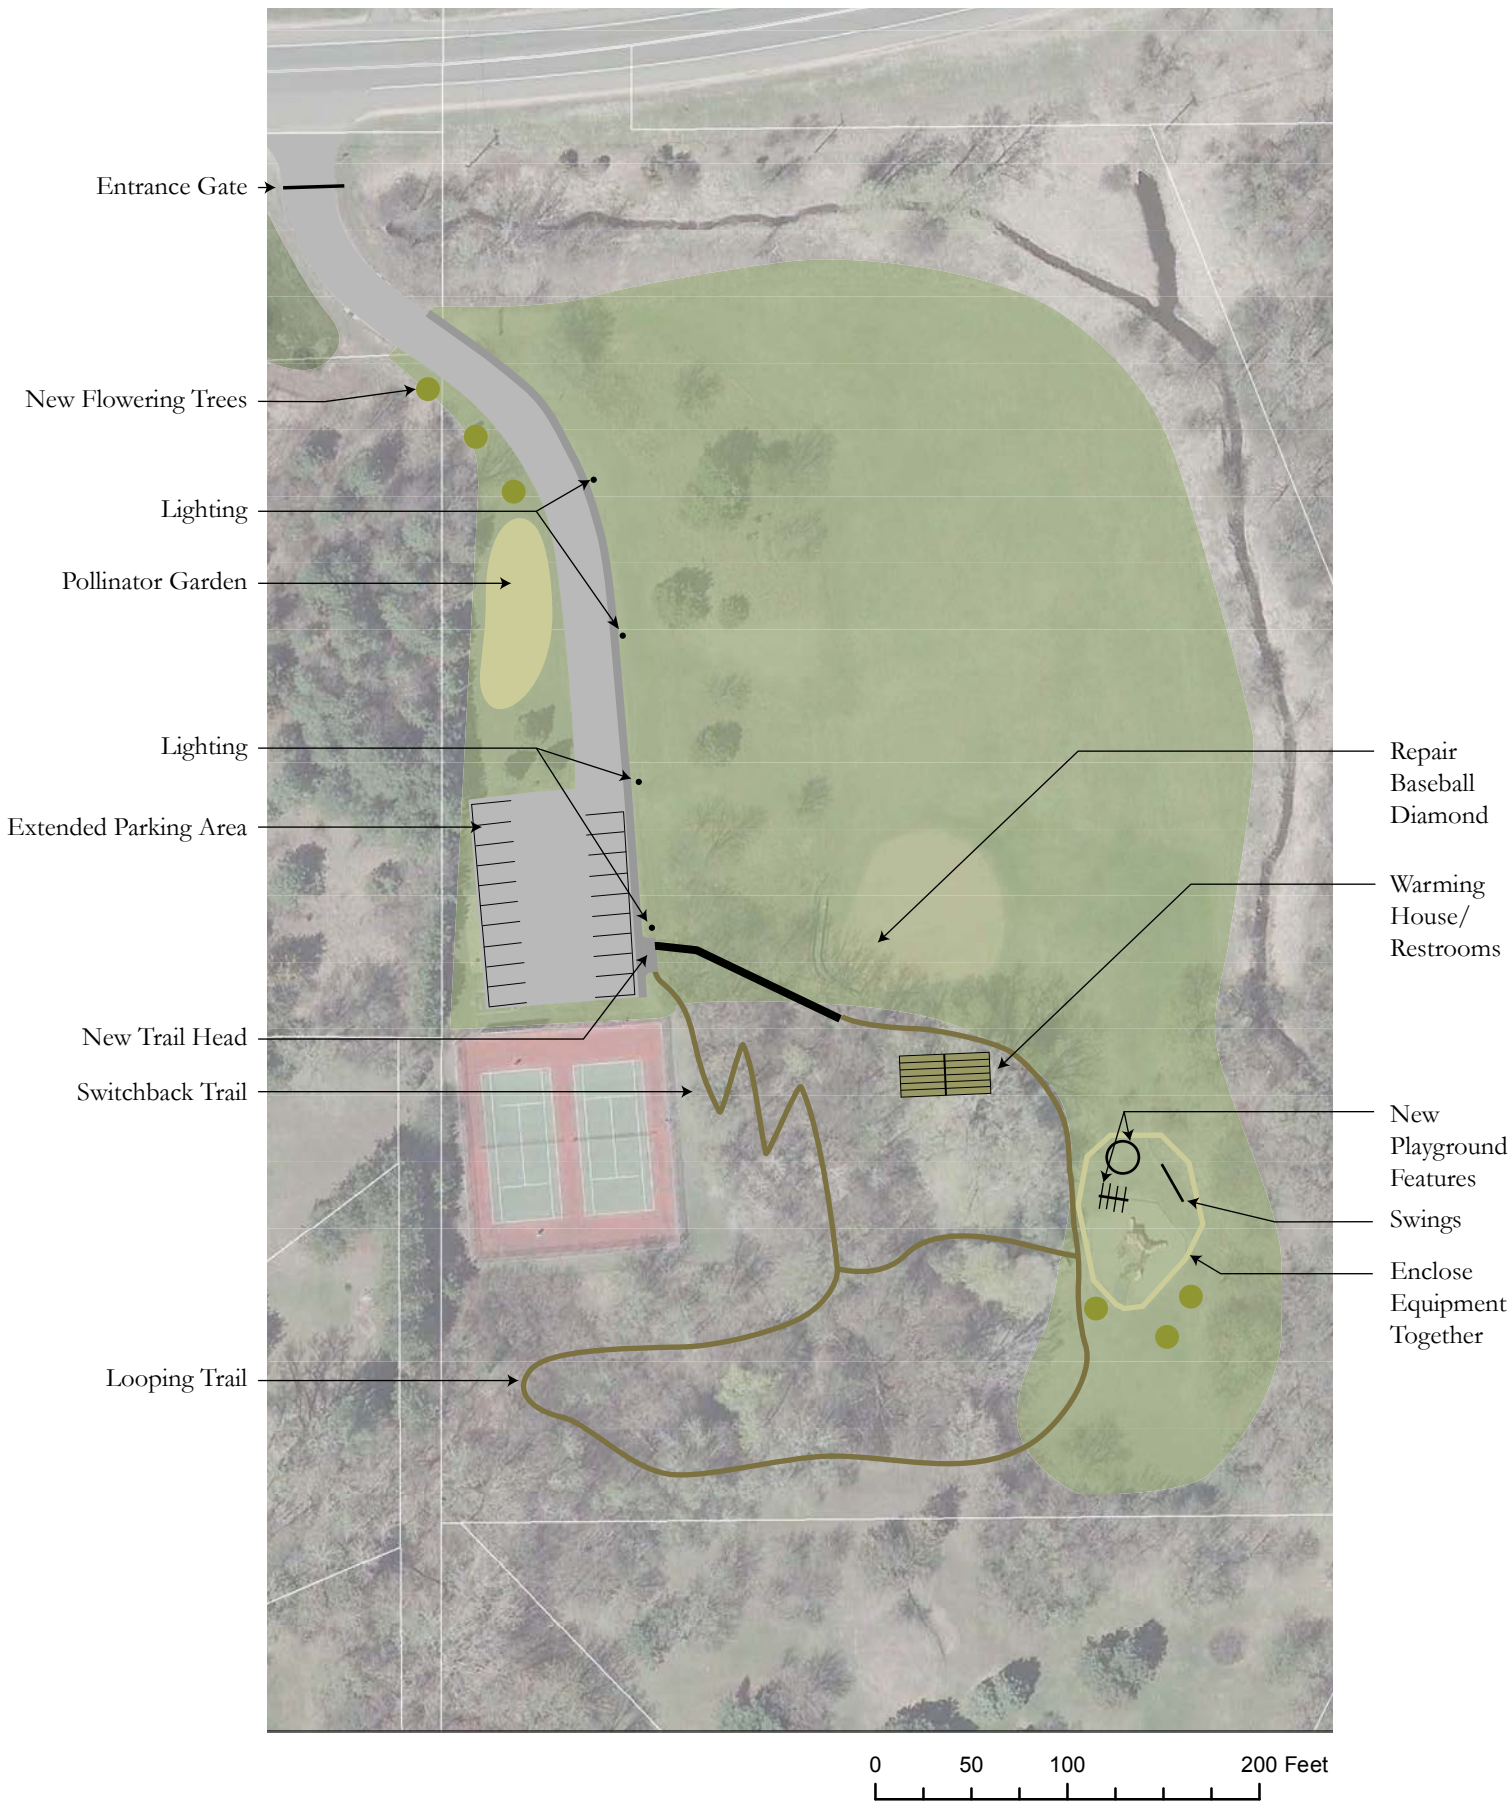 Entrance Gate
New Flowering Trees
Lighting
Pollinator Garden
Lighting
Extended Parking Area
New Trail Head
Switchback Trail
Looping Trail
Repair
Baseball
Diamond
Warming
House/
Restrooms
New
Playground
Features
Swings
Enclose
Equipment
Together
0 50 100 200 Feet